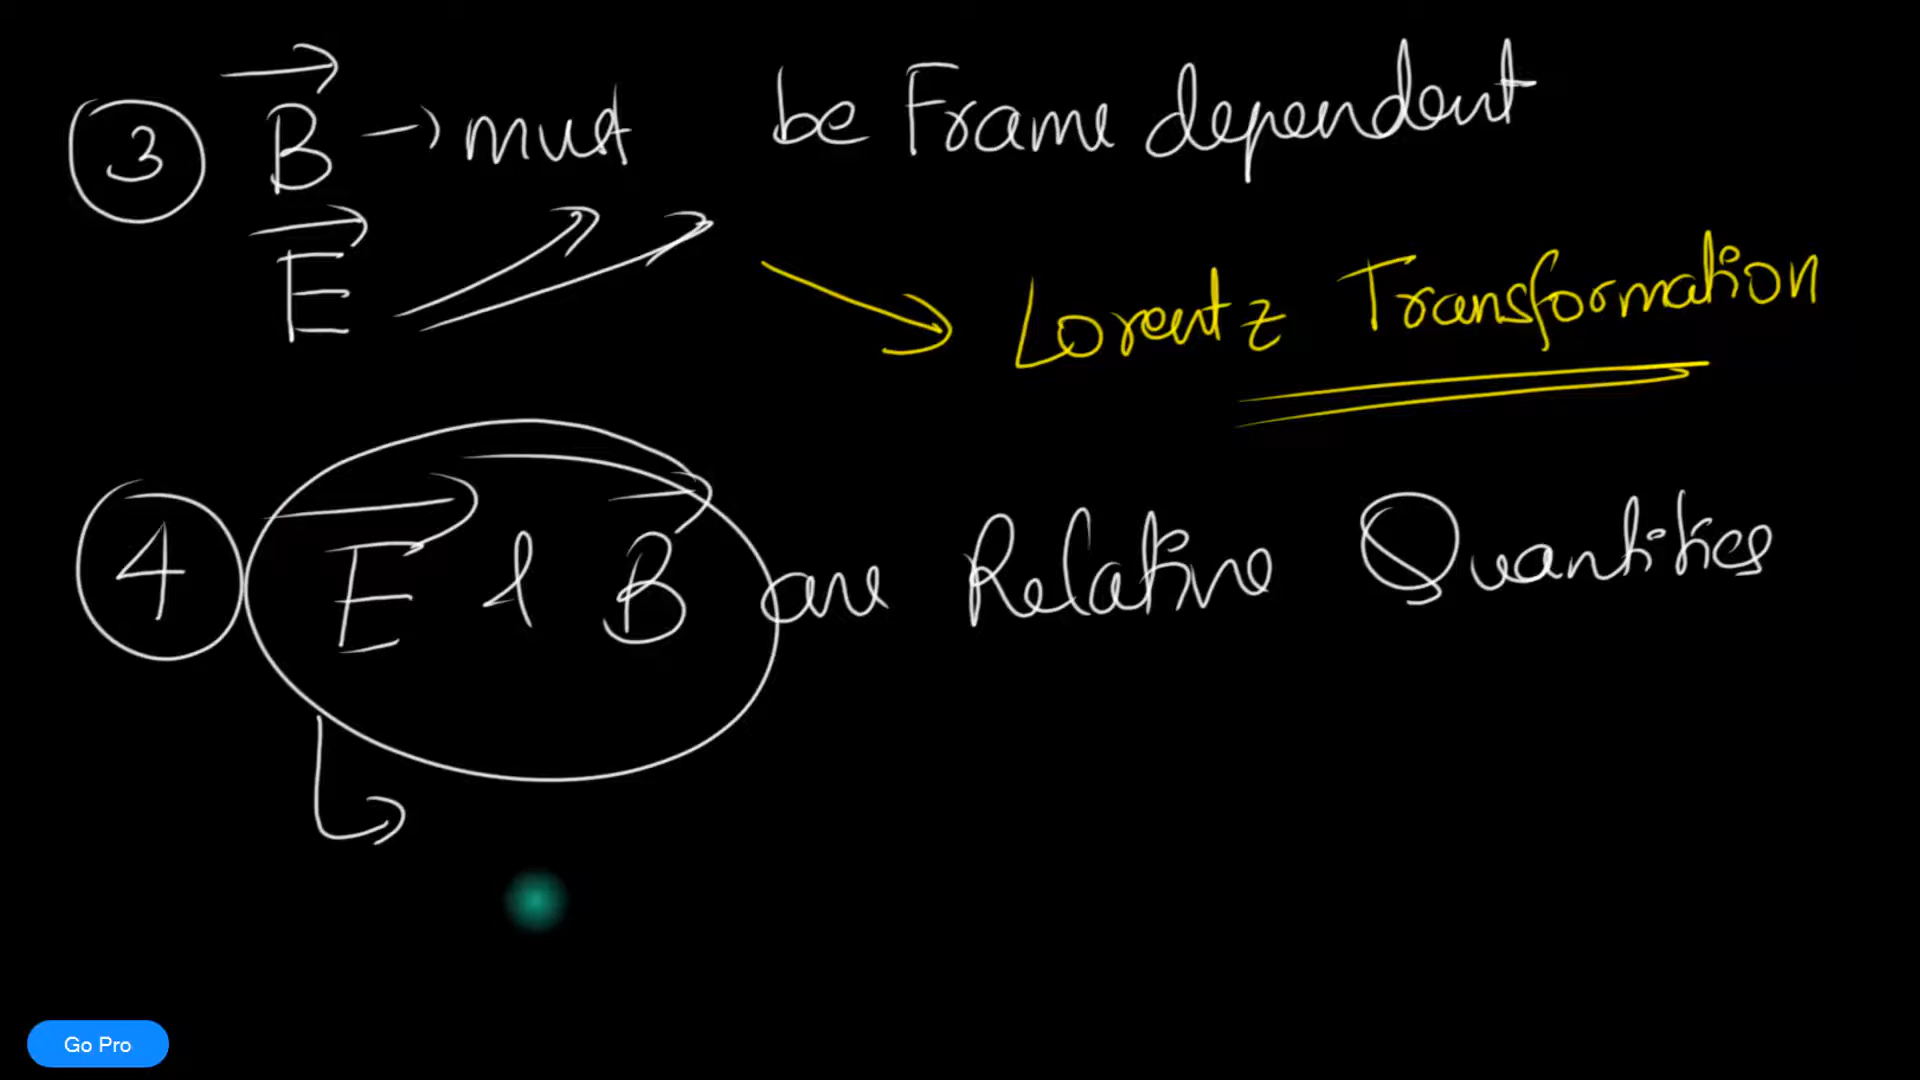 ③ B → must be Frame dependent
E
→ Lorentz Transformation
④ E & B are Relative Quantities
Go Pro